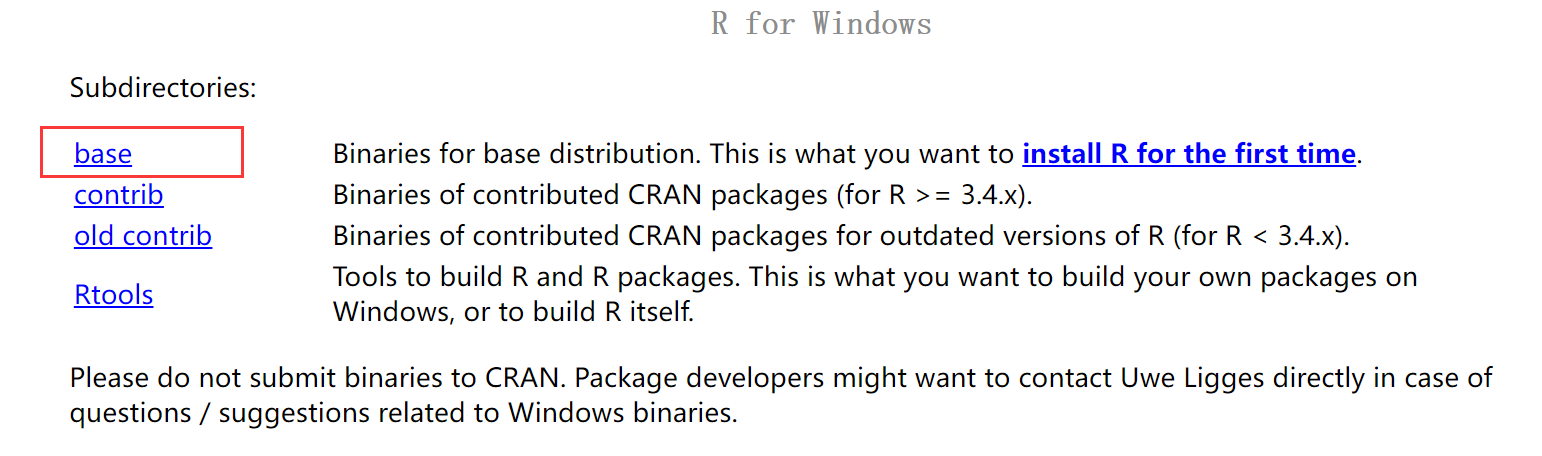 R for Windows
Subdirectories:
base Binaries for base distribution. This is what you want to install R for the first time.
contrib Binaries of contributed CRAN packages (for R >= 3.4.x).
old contrib Binaries of contributed CRAN packages for outdated versions of R (for R < 3.4.x).
Rtools Tools to build R and R packages. This is what you want to build your own packages on
Windows, or to build R itself.
Please do not submit binaries to CRAN. Package developers might want to contact Uwe Ligges directly in case of
questions / suggestions related to Windows binaries.